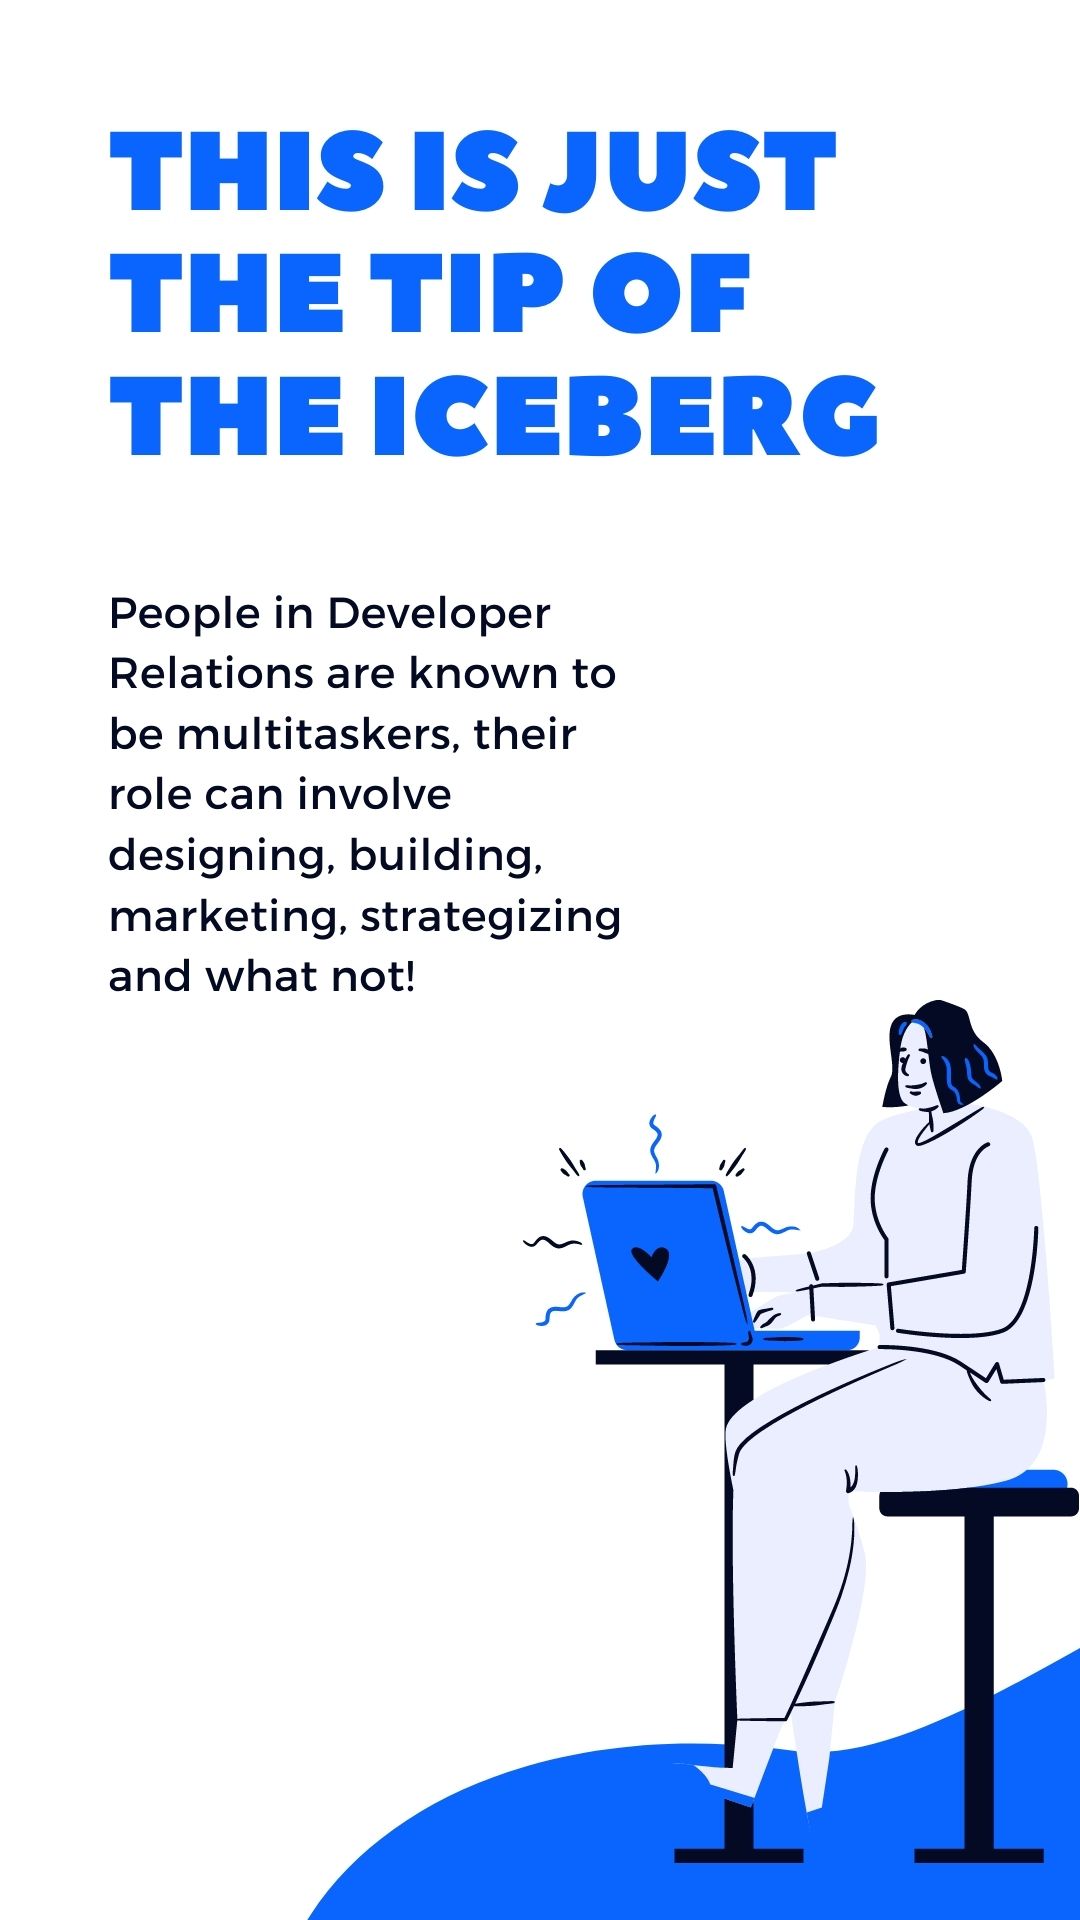 THIS IS JUST
THE TIP OF
THE ICEBERG
People in Developer
Relations are known to
be multitaskers, their
role can involve
designing, building,
marketing, strategizing
and what not!